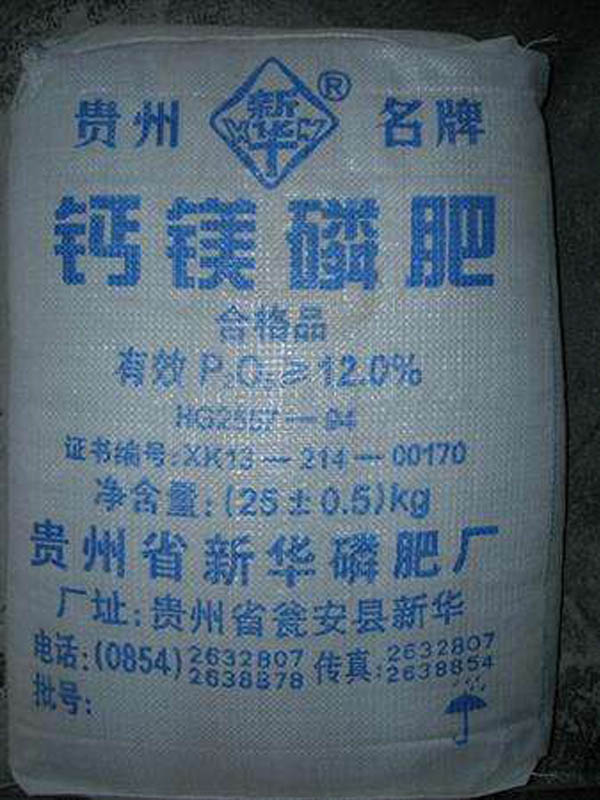 贵州 新华 ® 名牌
钙镁磷肥
合格品
有效 P₂O₅≥12.0%
HG2557—94
证书编号:XK13—214—00170
净含量:(25±0.5)kg
贵州省新华磷肥厂
厂址:贵州省瓮安县新华
电话:(0854)2632807 2638878 传真:2632807 2638854
批号: